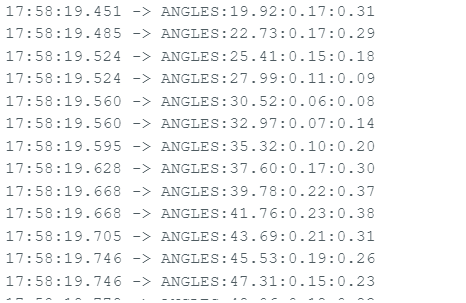 17:58:19.451 -> ANGLES:19.92:0.17:0.31
17:58:19.485 -> ANGLES:22.73:0.17:0.29
17:58:19.524 -> ANGLES:25.41:0.15:0.18
17:58:19.524 -> ANGLES:27.99:0.11:0.09
17:58:19.560 -> ANGLES:30.52:0.06:0.08
17:58:19.560 -> ANGLES:32.97:0.07:0.14
17:58:19.595 -> ANGLES:35.32:0.10:0.20
17:58:19.628 -> ANGLES:37.60:0.17:0.30
17:58:19.668 -> ANGLES:39.78:0.22:0.37
17:58:19.668 -> ANGLES:41.76:0.23:0.38
17:58:19.705 -> ANGLES:43.69:0.21:0.31
17:58:19.746 -> ANGLES:45.53:0.19:0.26
17:58:19.746 -> ANGLES:47.31:0.15:0.23